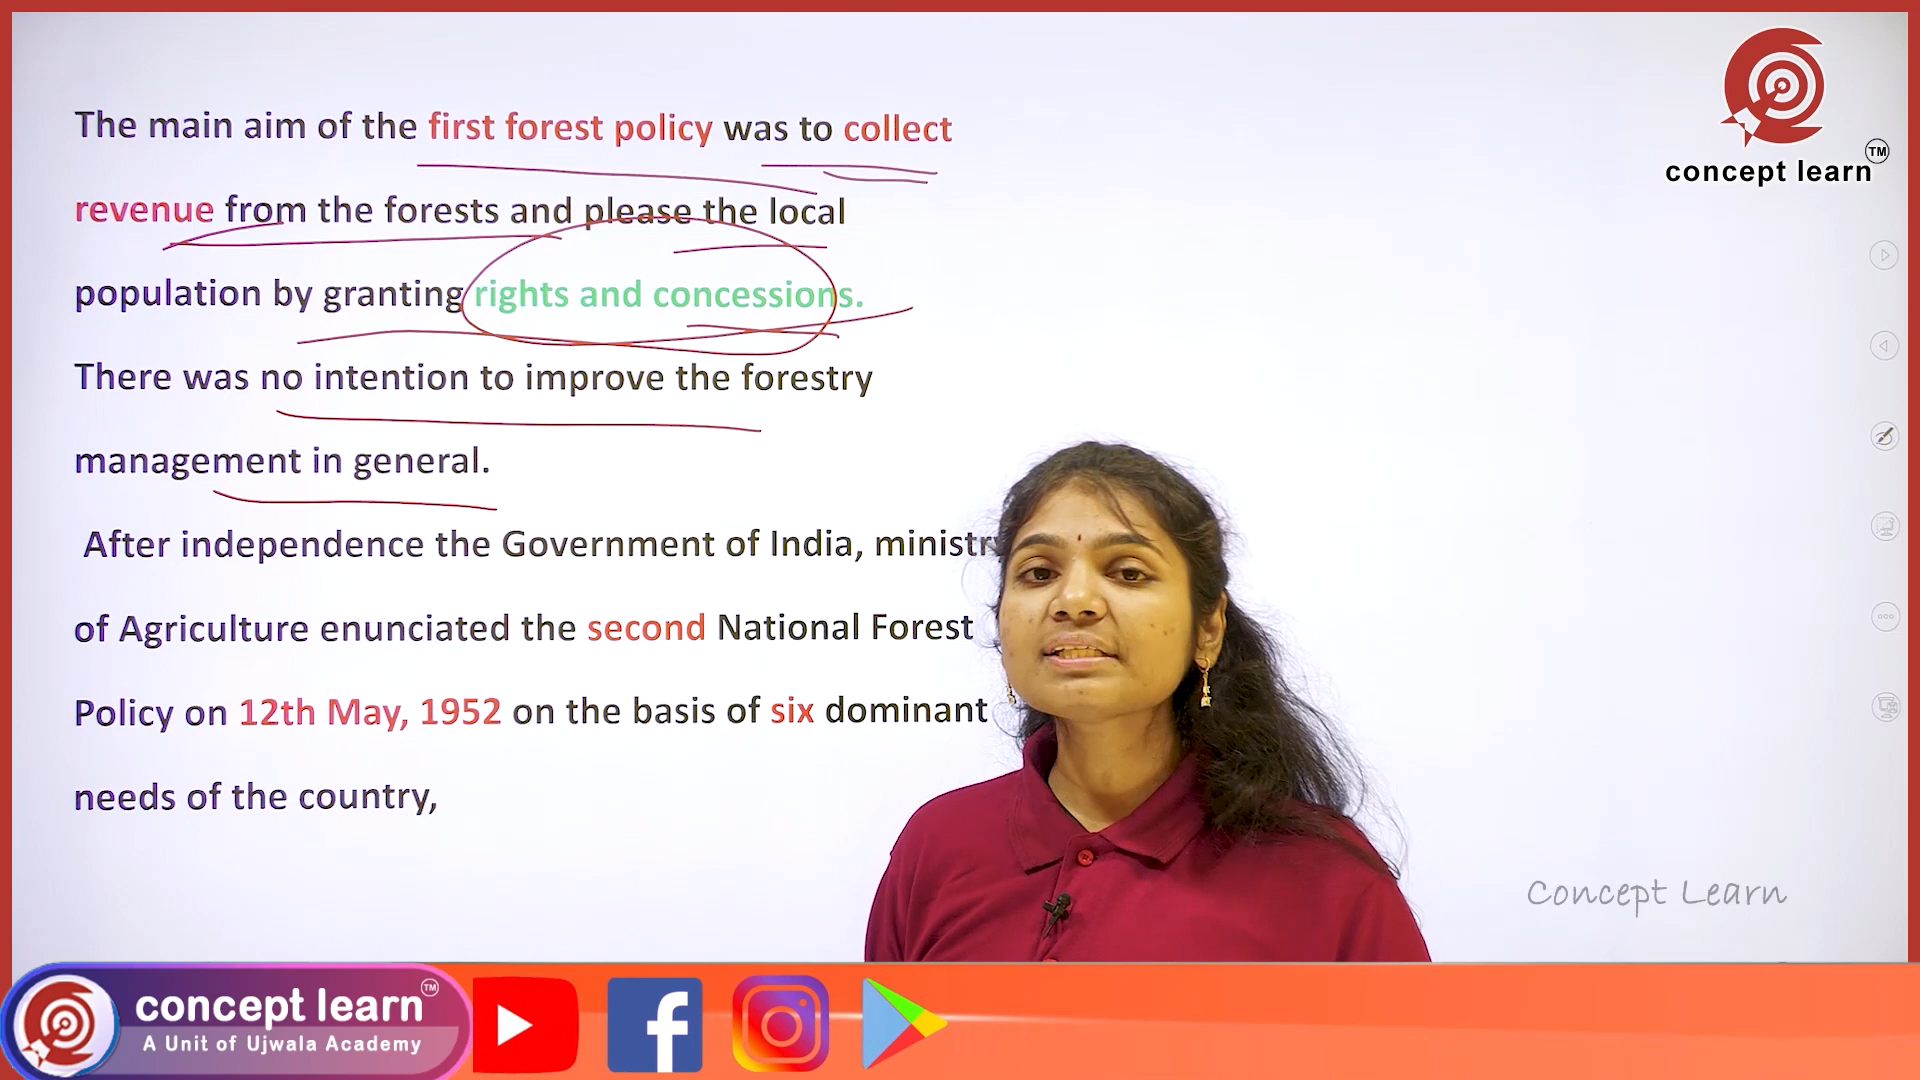 The main aim of the first forest policy was to collect
revenue from the forests and please the local
population by granting rights and concessions.
There was no intention to improve the forestry
management in general.
After independence the Government of India, ministry
of Agriculture enunciated the second National Forest
Policy on 12th May, 1952 on the basis of six dominant
needs of the country,
concept learn TM
Concept Learn
concept learn TM
A Unit of Ujwala Academy